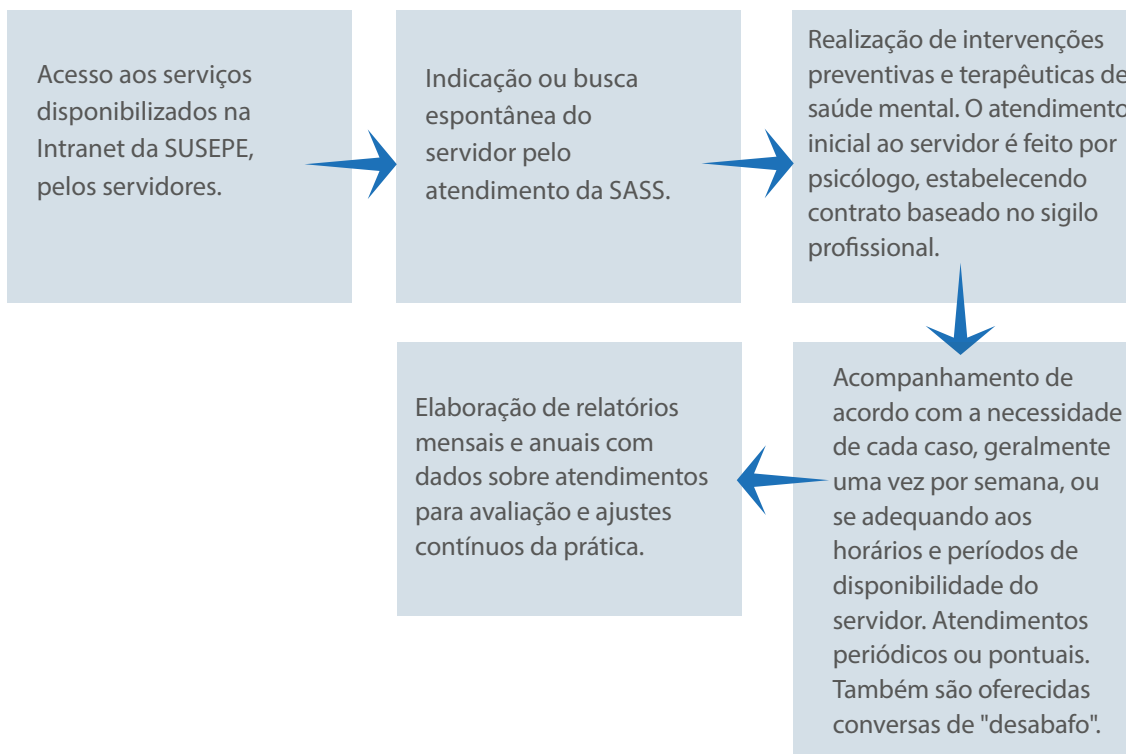 Acesso aos serviços
disponibilizados na
Intranet da SUSEPE,
pelos servidores.
Indicação ou busca
espontânea do
servidor pelo
atendimento da SASS.
Realização de intervenções
preventivas e terapêuticas de
saúde mental. O atendimento
inicial ao servidor é feito por
psicólogo, estabelecendo
contrato baseado no sigilo
profissional.
Acompanhamento de
acordo com a necessidade
de cada caso, geralmente
uma vez por semana, ou
se adequando aos
horários e períodos de
disponibilidade do
servidor. Atendimentos
periódicos ou pontuais.
Também são oferecidas
conversas de "desabafo".
Elaboração de relatórios
mensais e anuais com
dados sobre atendimentos
para avaliação e ajustes
contínuos da prática.